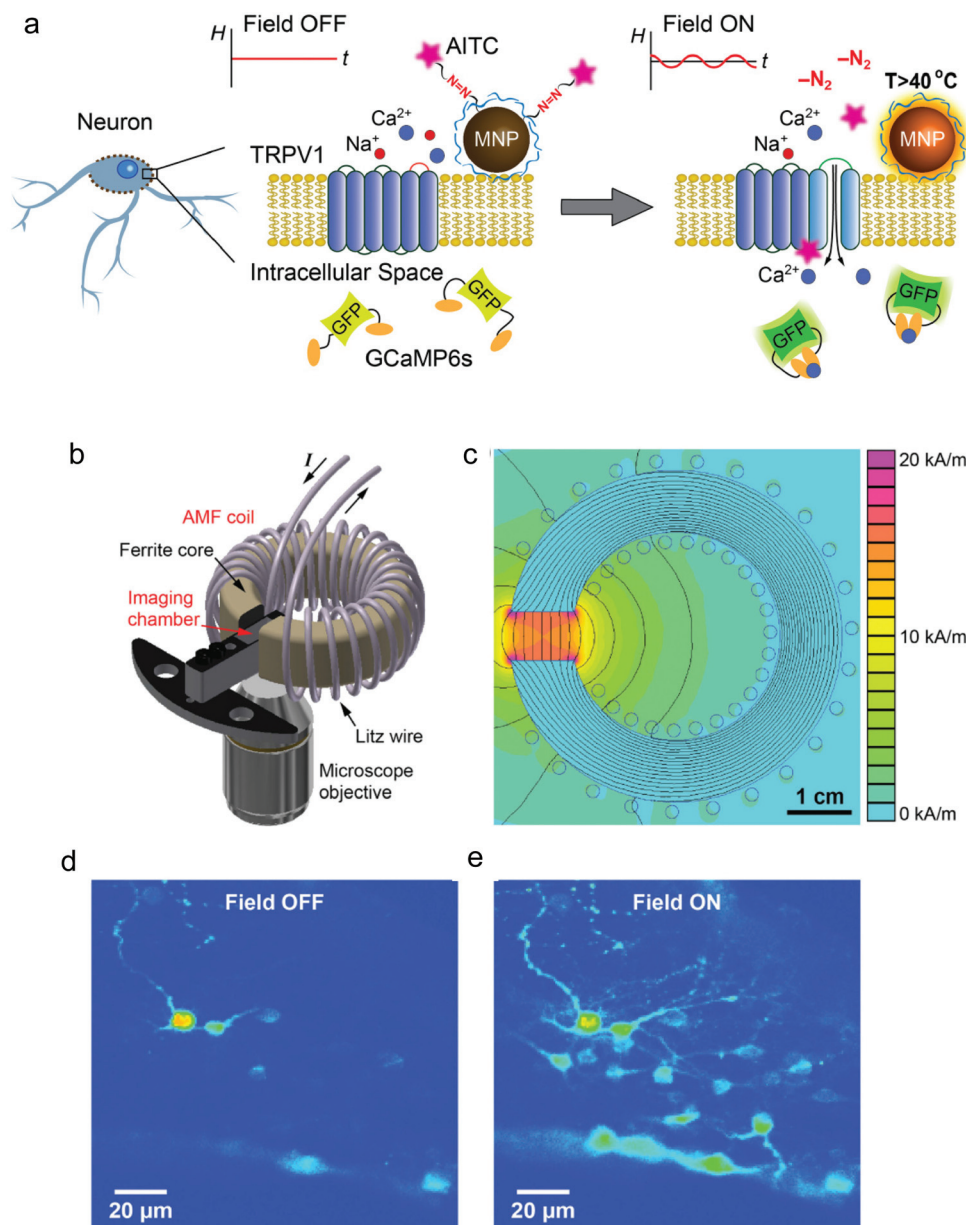 a
Field OFF
H
t
AITC
N=N
N=N
MNP
Neuron
TRPV1
Ca2+
Na+
Intracellular Space
GFP
GFP
GCaMP6s
Field ON
H
t
–N2
–N2
T>40 °C
MNP
Ca2+
Na+
Ca2+
GFP
GFP
b
I
AMF coil
Ferrite core
Imaging
chamber
Litz wire
Microscope
objective
c
20 kA/m
10 kA/m
0 kA/m
1 cm
d
Field OFF
20 μm
e
Field ON
20 μm